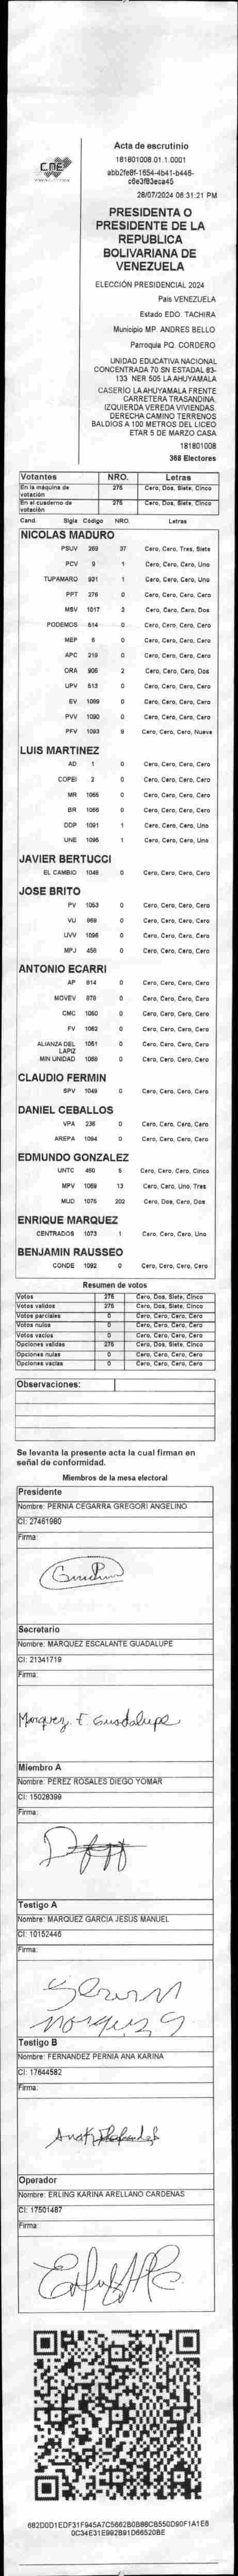 CNE
Acta de escrutinio
181801008.01.1.0001
abb2fe8f-1654-4b41-b446-
c6e3f83eca45
28/07/2024 08:31:21 PM
PRESIDENTA O
PRESIDENTE DE LA
REPUBLICA
BOLIVARIANA DE
VENEZUELA
ELECCIÓN PRESIDENCIAL 2024
País VENEZUELA
Estado EDO. TACHIRA
Municipio MP. ANDRES BELLO
Parroquia PQ. CORDERO
UNIDAD EDUCATIVA NACIONAL
CONCENTRADA 70 SN ESTADAL 83-
133 NER 505 LA AHUYAMALA
CASERIO LA AHUYAMALA FRENTE
CARRETERA TRASANDINA.
IZQUIERDA VEREDA VIVIENDAS.
DERECHA CAMINO TERRENOS
BALDIOS A 100 METROS DEL LICEO
ETAR 5 DE MARZO CASA
181801008
368 Electores
Votantes NRO. Letras
En la máquina de votación 275 Cero, Dos, Siete, Cinco
En el cuaderno de votación 275 Cero, Dos, Siete, Cinco
Cand. Sigla Código NRO. Letras
NICOLAS MADURO
PSUV 289 37 Cero, Cero, Tres, Siete
PCV 9 1 Cero, Cero, Cero, Uno
TUPAMARO 931 1 Cero, Cero, Cero, Uno
PPT 276 0 Cero, Cero, Cero, Cero
MSV 1017 2 Cero, Cero, Cero, Dos
PODEMOS 514 0 Cero, Cero, Cero, Cero
MEP 6 0 Cero, Cero, Cero, Cero
APC 219 0 Cero, Cero, Cero, Cero
ORA 906 2 Cero, Cero, Cero, Dos
UPV 513 0 Cero, Cero, Cero, Cero
EV 1089 0 Cero, Cero, Cero, Cero
PVV 1090 0 Cero, Cero, Cero, Cero
PFV 1093 9 Cero, Cero, Cero, Nueve
LUIS MARTINEZ
AD 1 0 Cero, Cero, Cero, Cero
COPEI 2 0 Cero, Cero, Cero, Cero
MR 1065 0 Cero, Cero, Cero, Cero
BR 1066 0 Cero, Cero, Cero, Cero
DDP 1091 1 Cero, Cero, Cero, Uno
UNE 1095 1 Cero, Cero, Cero, Uno
JAVIER BERTUCCI
EL CAMBIO 1048 0 Cero, Cero, Cero, Cero
JOSE BRITO
PV 1053 0 Cero, Cero, Cero, Cero
VU 969 0 Cero, Cero, Cero, Cero
UVV 1096 0 Cero, Cero, Cero, Cero
MPJ 458 0 Cero, Cero, Cero, Cero
ANTONIO ECARRI
AP 914 0 Cero, Cero, Cero, Cero
MOVEV 978 0 Cero, Cero, Cero, Cero
CMC 1050 0 Cero, Cero, Cero, Cero
FV 1062 0 Cero, Cero, Cero, Cero
ALIANZA DEL LAPIZ 1051 0 Cero, Cero, Cero, Cero
MIN UNIDAD 1068 0 Cero, Cero, Cero, Cero
CLAUDIO FERMIN
SPV 1049 0 Cero, Cero, Cero, Cero
DANIEL CEBALLOS
VPA 236 0 Cero, Cero, Cero, Cero
AREPA 1094 0 Cero, Cero, Cero, Cero
EDMUNDO GONZALEZ
UNTC 460 5 Cero, Cero, Cero, Cinco
MPV 1069 13 Cero, Cero, Uno, Tres
MUD 1075 202 Cero, Dos, Cero, Dos
ENRIQUE MARQUEZ
CENTRADOS 1073 1 Cero, Cero, Cero, Uno
BENJAMIN RAUSSEO
CONDE 1092 0 Cero, Cero, Cero, Cero
Resumen de votos
Votos 275 Cero, Dos, Siete, Cinco
Votos validos 275 Cero, Dos, Siete, Cinco
Votos parciales 0 Cero, Cero, Cero, Cero
Votos nulos 0 Cero, Cero, Cero, Cero
Votos vacíos 0 Cero, Cero, Cero, Cero
Opciones validas 275 Cero, Dos, Siete, Cinco
Opciones nulas 0 Cero, Cero, Cero, Cero
Opciones vacías 0 Cero, Cero, Cero, Cero
Observaciones:
Se levanta la presente acta la cual firman en
señal de conformidad.
Miembros de la mesa electoral
Presidente
Nombre: PERNIA CEGARRA GREGORI ANGELINO
CI: 27461980
Firma:
Secretario
Nombre: MARQUEZ ESCALANTE GUADALUPE
CI: 21341719
Firma:
Marquez E Guadalupe
Miembro A
Nombre: PEREZ ROSALES DIEGO YOMAR
CI: 15028399
Firma:
Testigo A
Nombre: MARQUEZ GARCIA JESUS MANUEL
CI: 10152446
Firma:
Testigo B
Nombre: FERNANDEZ PERNIA ANA KARINA
CI: 17644582
Firma:
Operador
Nombre: ERLING KARINA ARELLANO CARDENAS
CI: 17501487
Firma:
682D0D1EDF31F945A7C5662B0B88CB550D90F1A1E6
0C34E31E992B91D66520BE